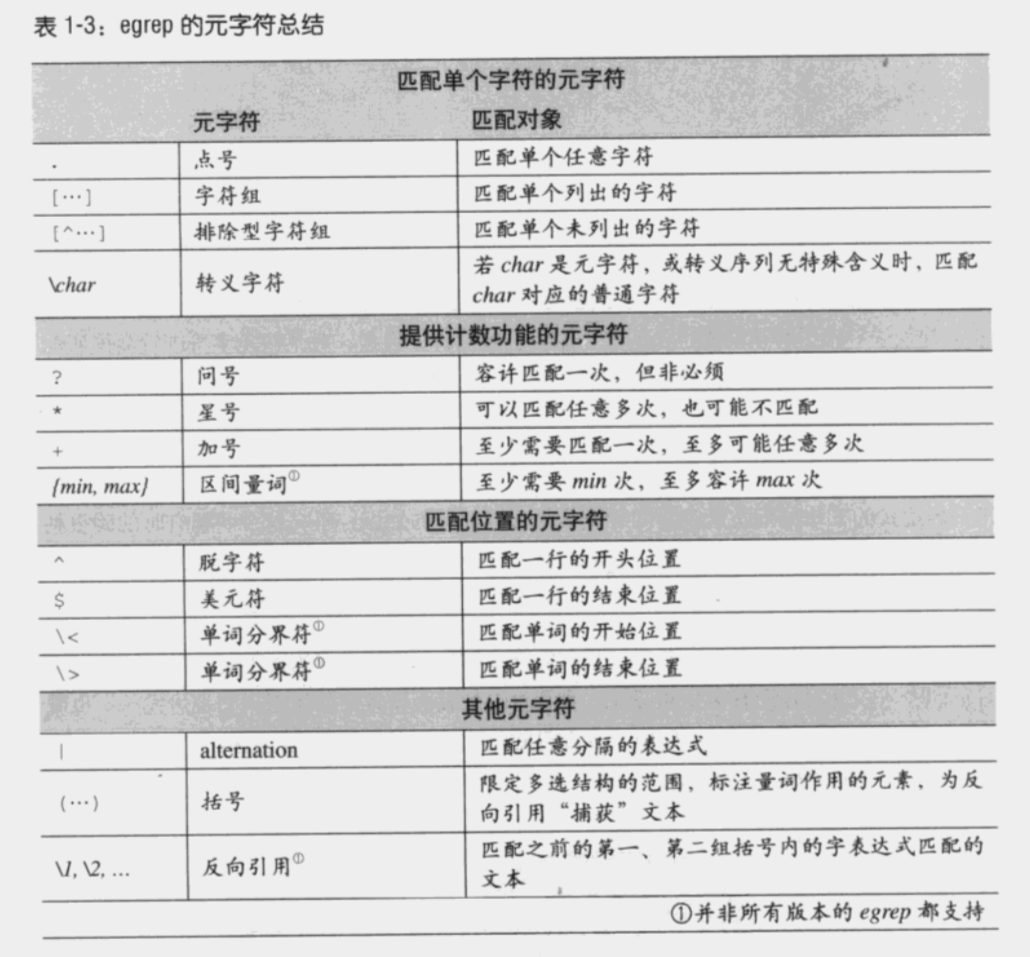 表 1-3：egrep 的元字符总结
匹配单个字符的元字符
元字符 匹配对象
. 点号 匹配单个任意字符
[···] 字符组 匹配单个列出的字符
[^···] 排除型字符组 匹配单个未列出的字符
\char 转义字符 若 char 是元字符，或转义序列无特殊含义时，匹配
char 对应的普通字符
提供计数功能的元字符
? 问号 容许匹配一次，但非必须
* 星号 可以匹配任意多次，也可能不匹配
+ 加号 至少需要匹配一次，至多可能任意多次
{min, max} 区间量词① 至少需要 min 次，至多容许 max 次
匹配位置的元字符
^ 脱字符 匹配一行的开头位置
$ 美元符 匹配一行的结束位置
\< 单词分界符① 匹配单词的开始位置
\> 单词分界符① 匹配单词的结束位置
其他元字符
| alternation 匹配任意分隔的表达式
(···) 括号 限定多选结构的范围，标注量词作用的元素，为反
向引用“捕获”文本
\1, \2, ... 反向引用① 匹配之前的第一、第二组括号内的字表达式匹配的
文本
①并非所有版本的 egrep 都支持